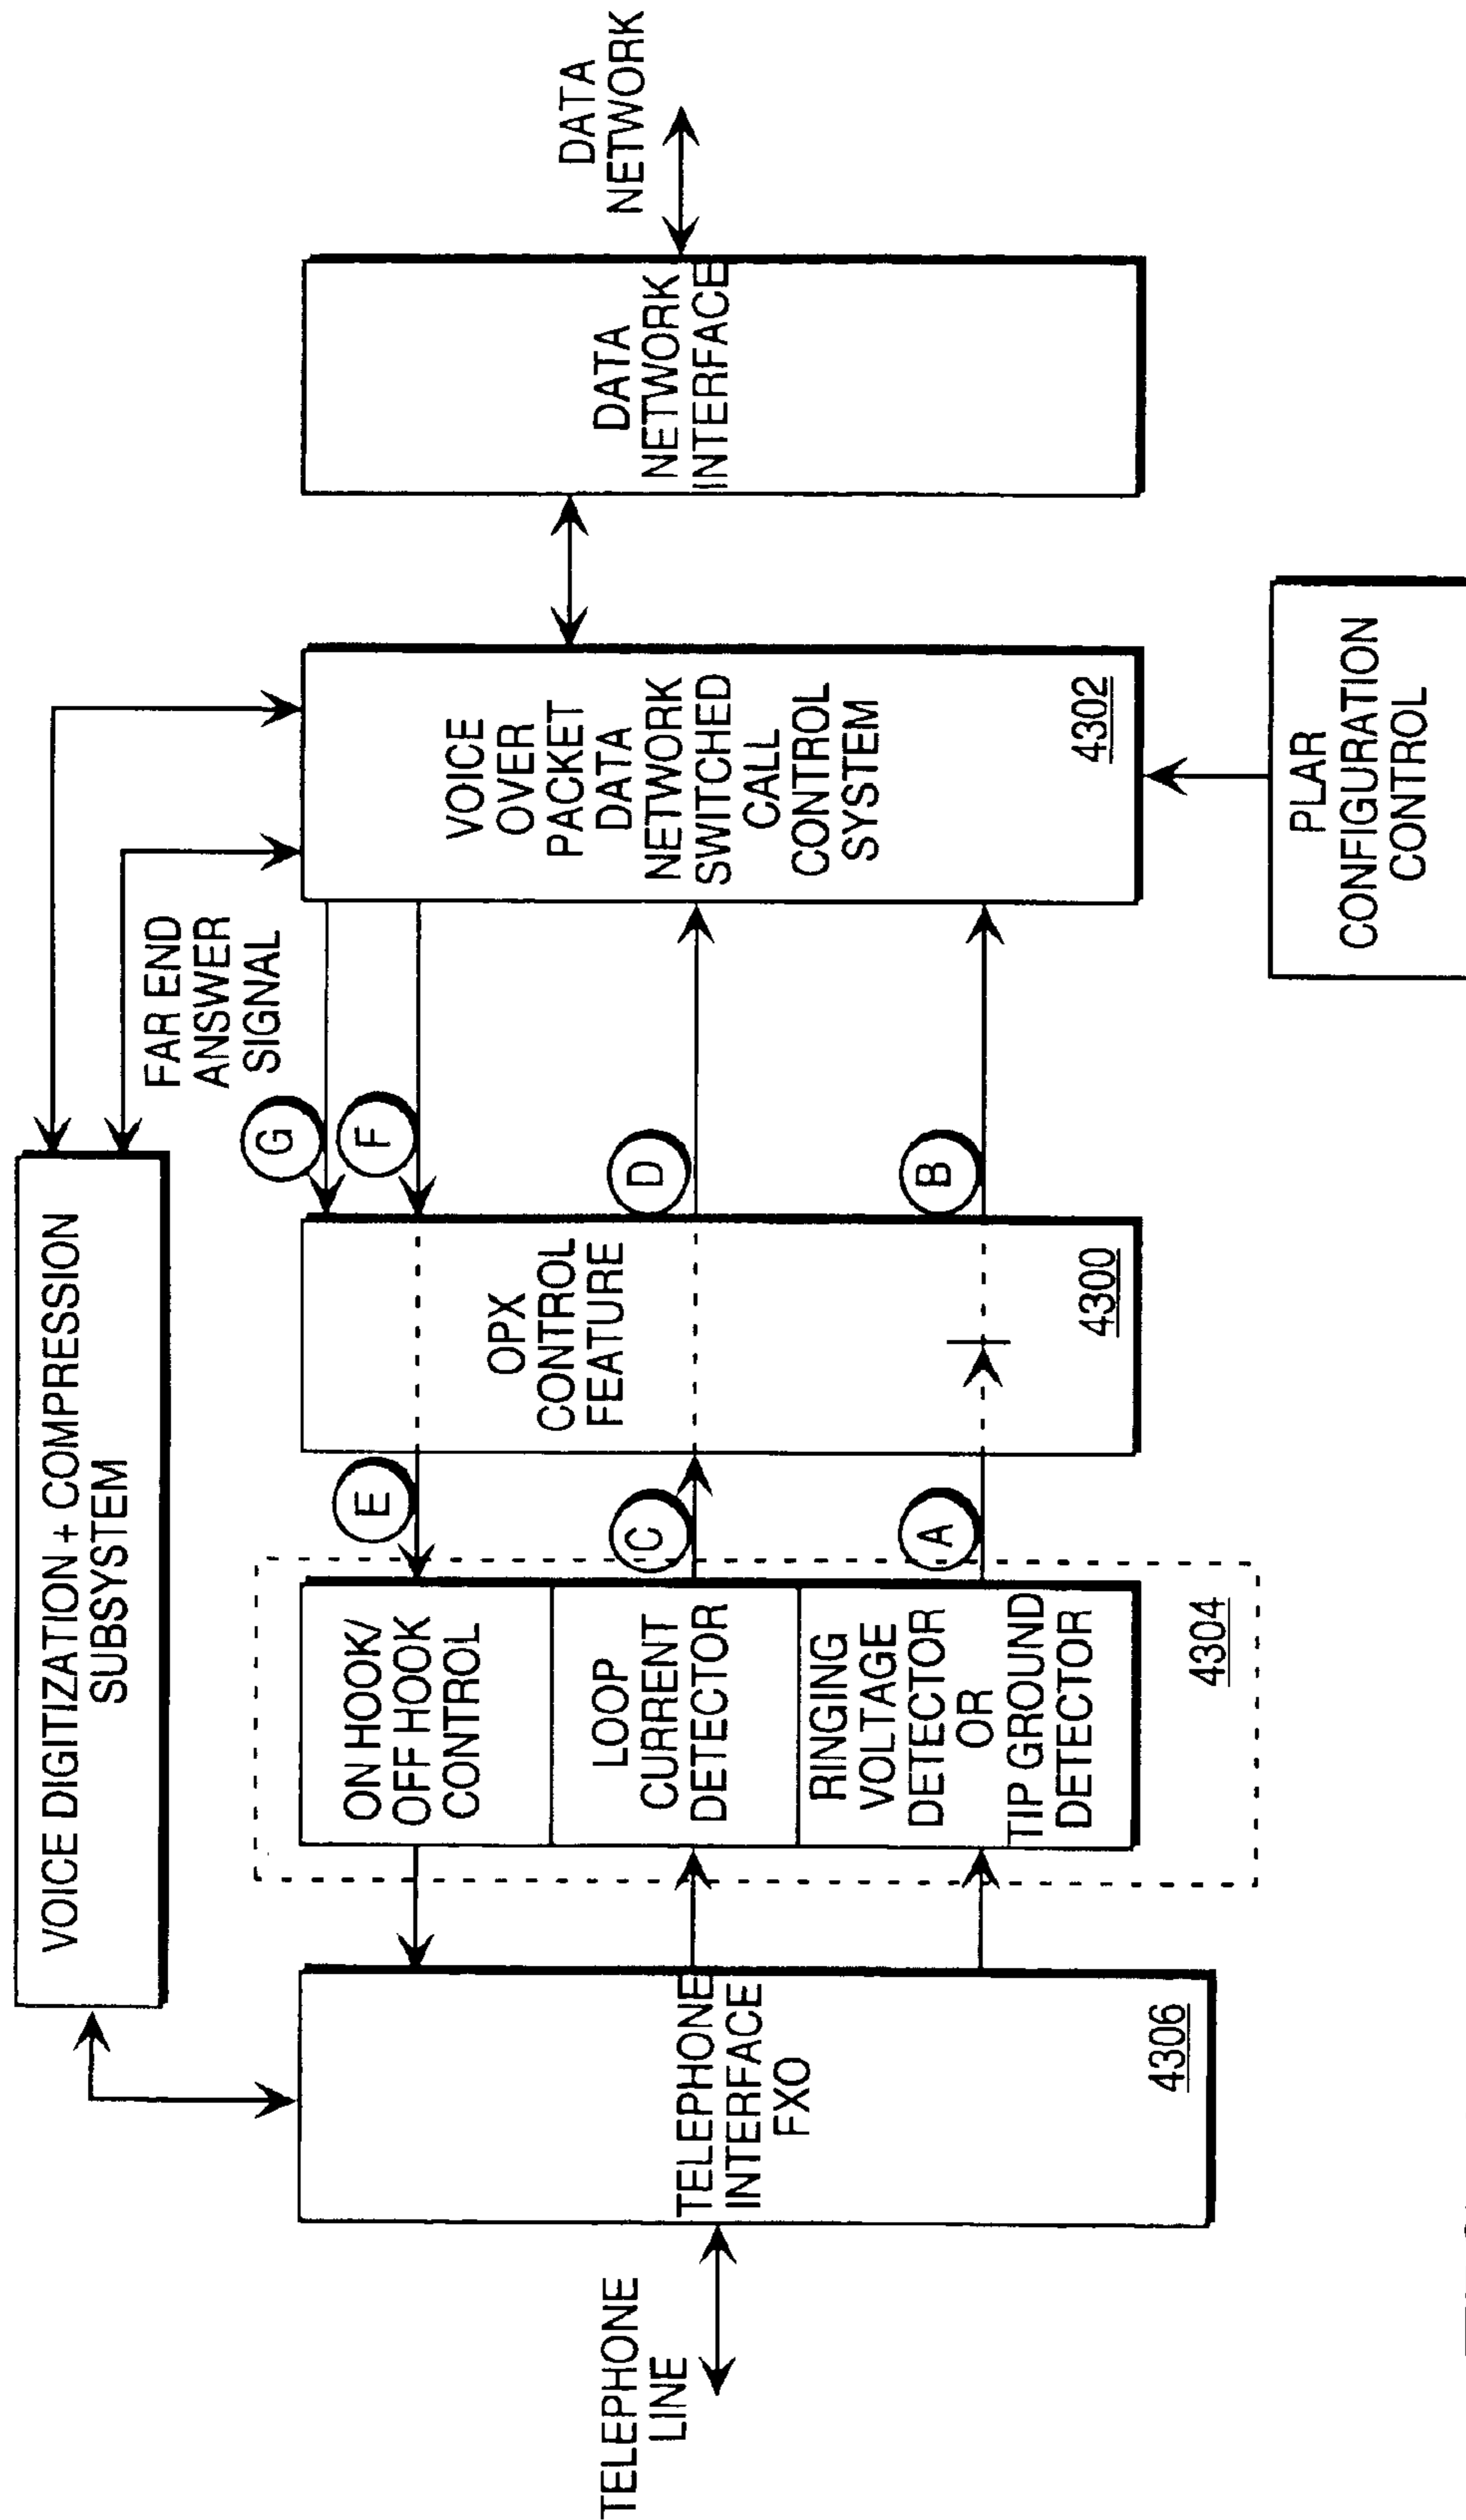 VOICE DIGITIZATION + COMPRESSION
SUBSYSTEM
FAR END
ANSWER
SIGNAL
TELEPHONE
LINE
TELEPHONE
INTERFACE
FXO
4306
ON HOOK/
OFF HOOK
CONTROL
LOOP
CURRENT
DETECTOR
RINGING
VOLTAGE
DETECTOR
OR
TIP GROUND
DETECTOR
4304
E
C
A
OPX
CONTROL
FEATURE
4300
G
F
D
B
VOICE
OVER
PACKET
DATA
NETWORK
SWITCHED
CALL
CONTROL
SYSTEM
4302
DATA
NETWORK
INTERFACE
DATA
NETWORK
PLAR
CONFIGURATION
CONTROL